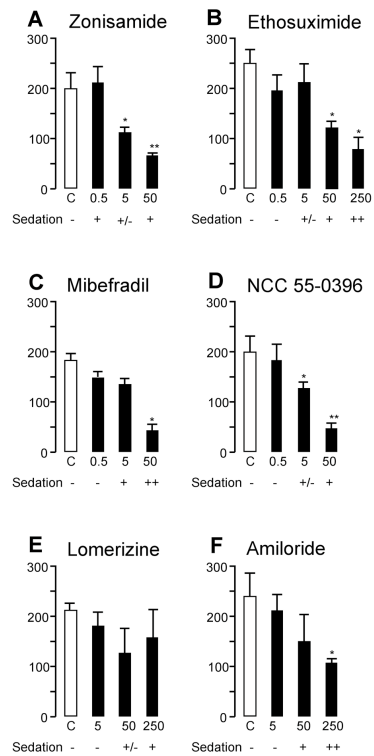 A Zonisamide
300
200
100
0
*
**
C 0.5 5 50
Sedation - + +/- +
B Ethosuximide
300
200
100
0
*
*
C 0.5 5 50 250
- +/- + ++
C Mibefradil
300
200
100
0
*
C 0.5 5 50
Sedation - - + ++
D NCC 55-0396
300
200
100
0
*
**
C 0.5 5 50
Sedation - - +/- +
E Lomerizine
300
200
100
0
C 5 50 250
Sedation - - +/- +
F Amiloride
300
200
100
0
*
C 5 50 250
Sedation - - + ++